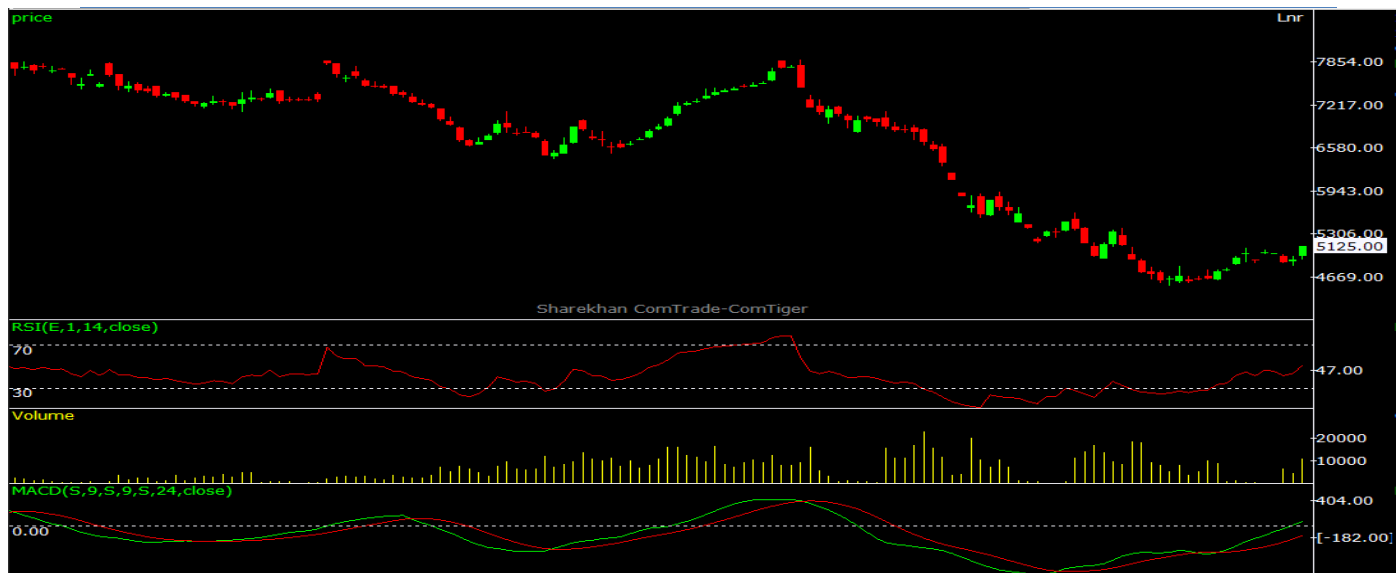 price
Lnr
7854.00
7217.00
6580.00
5943.00
5306.00
5125.00
4669.00
Sharekhan ComTrade-ComTiger
RSI(E,1,14,close)
70
47.00
30
Volume
20000
10000
MACD(S,9,S,9,S,24,close)
404.00
0.00
[-182.00]